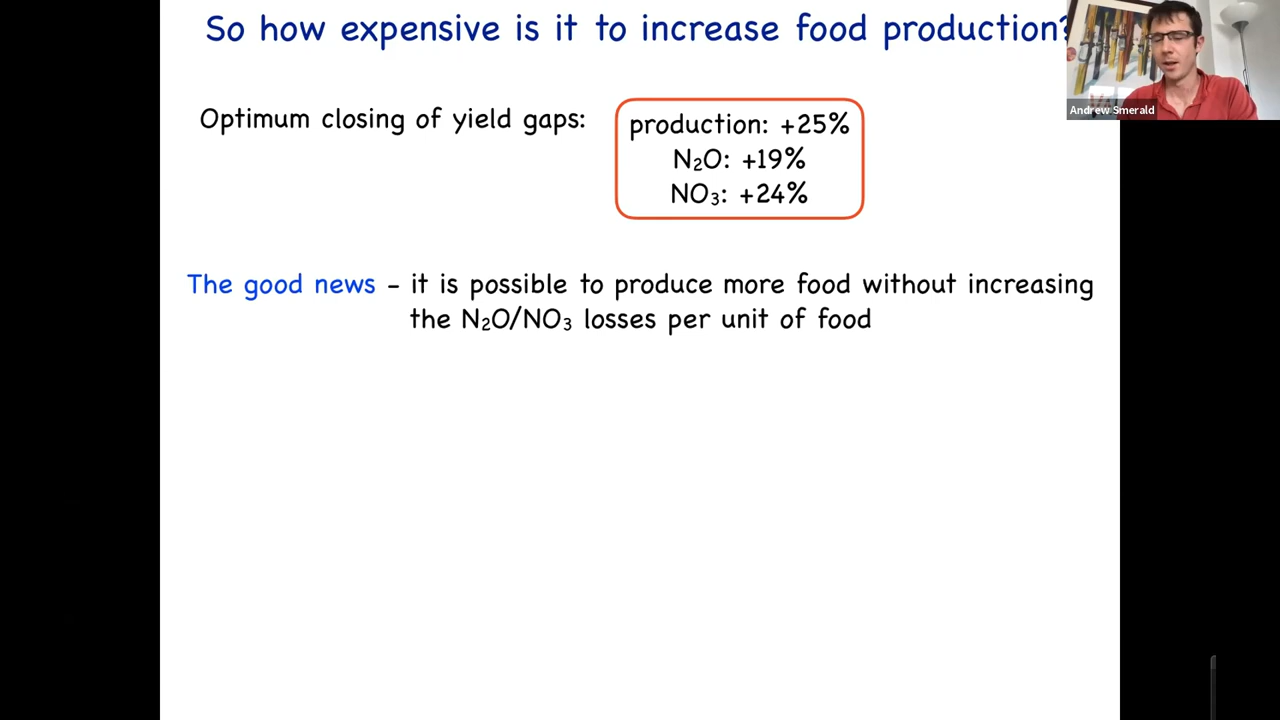 So how expensive is it to increase food production?
Andrew Smerald
Optimum closing of yield gaps:
production: +25%
N₂O: +19%
NO₃: +24%
The good news – it is possible to produce more food without increasing
the N₂O/NO₃ losses per unit of food